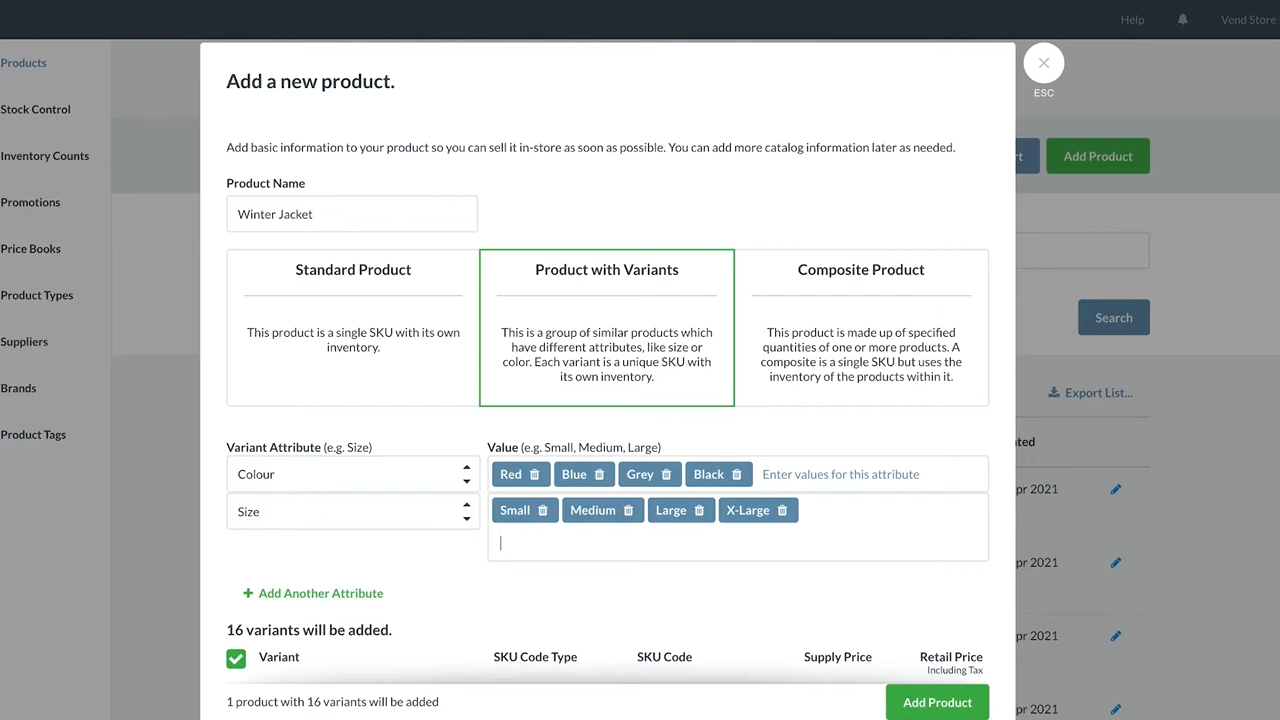 Help
Vend Store
Products
Stock Control
Inventory Counts
Promotions
Price Books
Product Types
Suppliers
Brands
Product Tags
Add a new product.
ESC
Add basic information to your product so you can sell it in-store as soon as possible. You can add more catalog information later as needed.
Product Name
Winter Jacket
Standard Product
This product is a single SKU with its own
inventory.
Product with Variants
This is a group of similar products which
have different attributes, like size or
color. Each variant is a unique SKU with
its own inventory.
Composite Product
This product is made up of specified
quantities of one or more products. A
composite is a single SKU but uses the
inventory of the products within it.
Variant Attribute (e.g. Size)
Value (e.g. Small, Medium, Large)
Colour
Red Blue Grey Black Enter values for this attribute
Size
Small Medium Large X-Large
Add Another Attribute
16 variants will be added.
Variant SKU Code Type SKU Code Supply Price Retail Price
Including Tax
1 product with 16 variants will be added
Add Product
Add Product
Search
Export List...
2021
2021
2021
2021